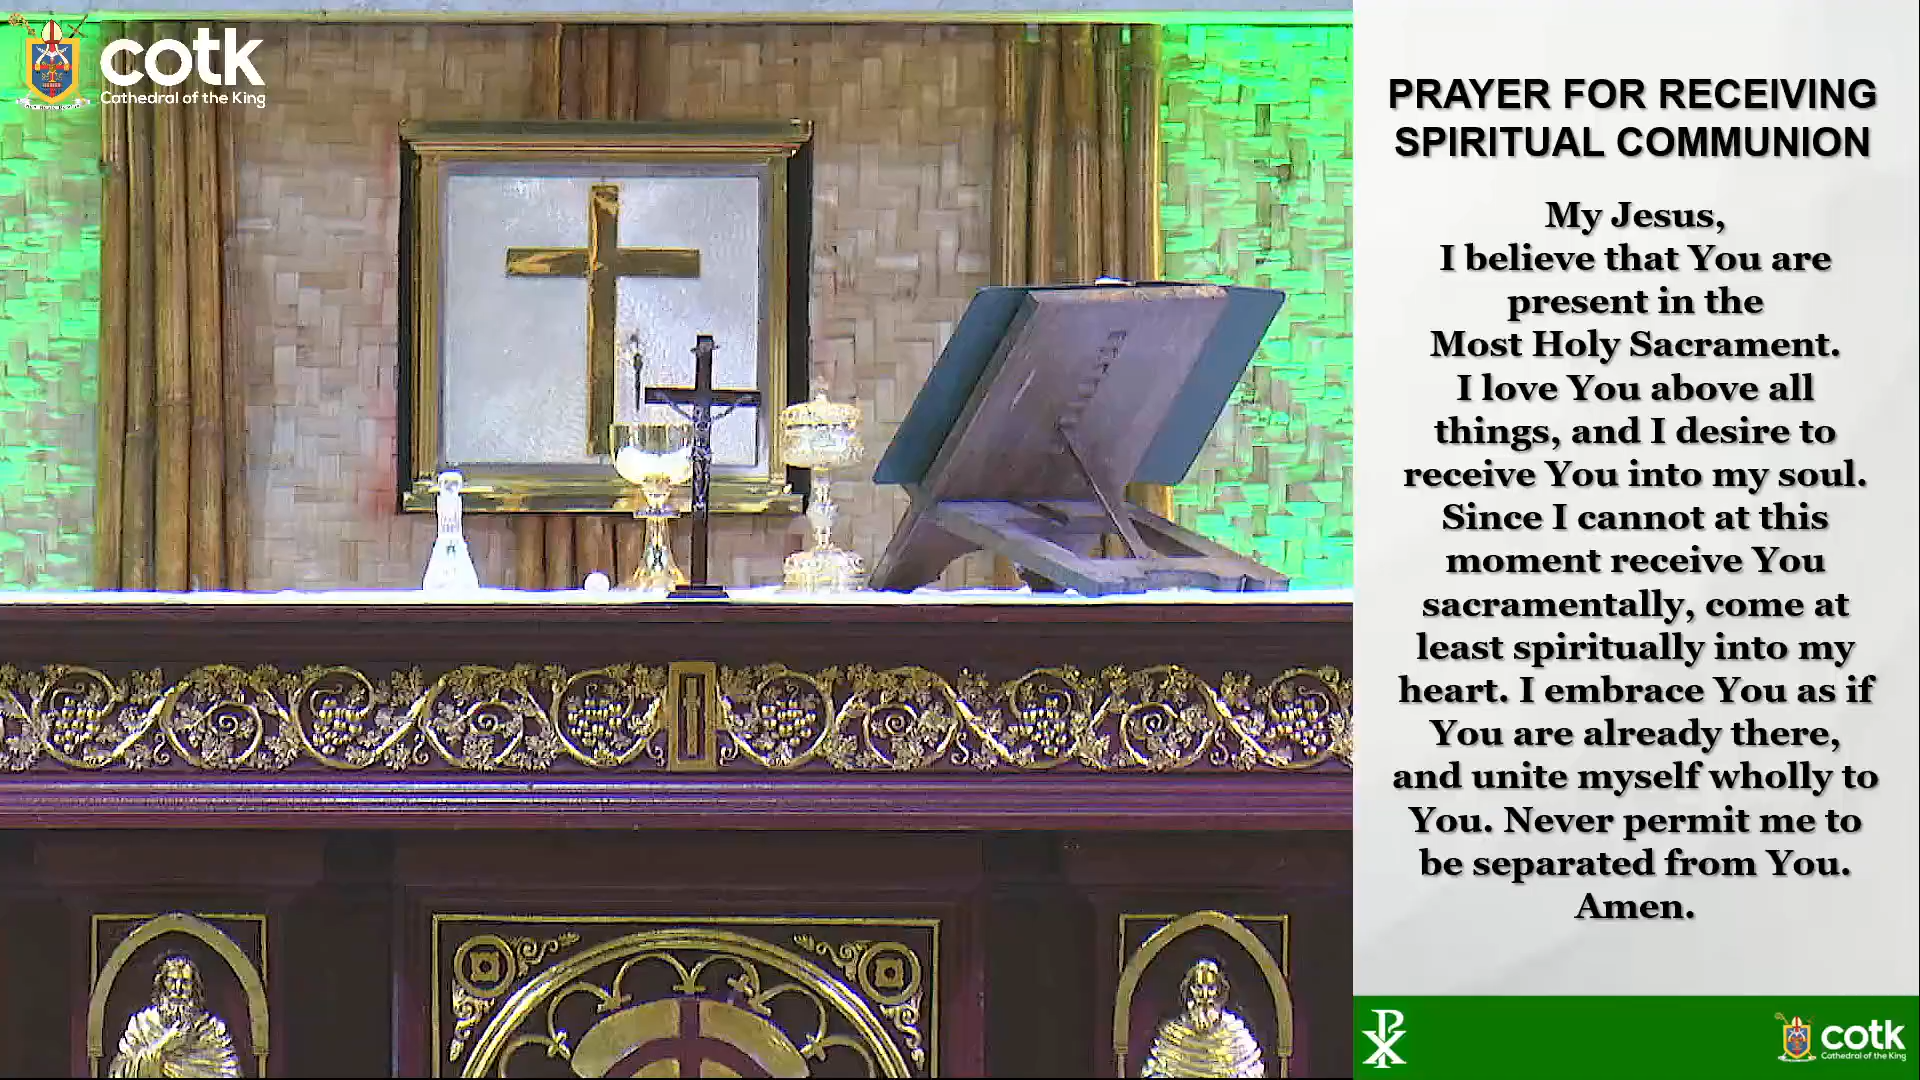 cotk
Cathedral of the King
PRAYER FOR RECEIVING
SPIRITUAL COMMUNION
My Jesus,
I believe that You are
present in the
Most Holy Sacrament.
I love You above all
things, and I desire to
receive You into my soul.
Since I cannot at this
moment receive You
sacramentally, come at
least spiritually into my
heart. I embrace You as if
You are already there,
and unite myself wholly to
You. Never permit me to
be separated from You.
Amen.
cotk
Cathedral of the King